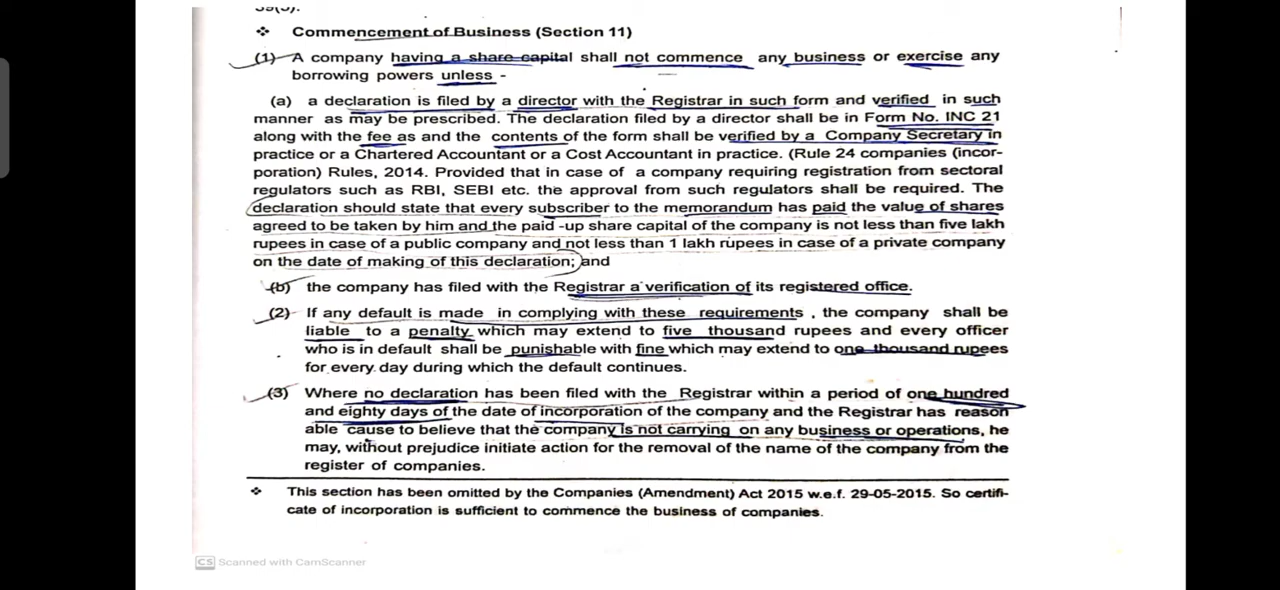 ❖ Commencement of Business (Section 11)
(1) A company having a share capital shall not commence any business or exercise any
borrowing powers unless -
(a) a declaration is filed by a director with the Registrar in such form and verified in such
manner as may be prescribed. The declaration filed by a director shall be in Form No. INC 21
along with the fee as and the contents of the form shall be verified by a Company Secretary in
practice or a Chartered Accountant or a Cost Accountant in practice. (Rule 24 companies (incor-
poration) Rules, 2014. Provided that in case of a company requiring registration from sectoral
regulators such as RBI, SEBI etc. the approval from such regulators shall be required. The
declaration should state that every subscriber to the memorandum has paid the value of shares
agreed to be taken by him and the paid -up share capital of the company is not less than five lakh
rupees in case of a public company and not less than 1 lakh rupees in case of a private company
on the date of making of this declaration; and
(b) the company has filed with the Registrar a verification of its registered office.
(2) If any default is made in complying with these requirements , the company shall be
liable to a penalty which may extend to five thousand rupees and every officer
who is in default shall be punishable with fine which may extend to one thousand rupees
for every day during which the default continues.
(3) Where no declaration has been filed with the Registrar within a period of one hundred
and eighty days of the date of incorporation of the company and the Registrar has reason
able cause to believe that the company is not carrying on any business or operations, he
may, without prejudice initiate action for the removal of the name of the company from the
register of companies.
❖ This section has been omitted by the Companies (Amendment) Act 2015 w.e.f. 29-05-2015. So certifi-
cate of incorporation is sufficient to commence the business of companies.
CS Scanned with CamScanner